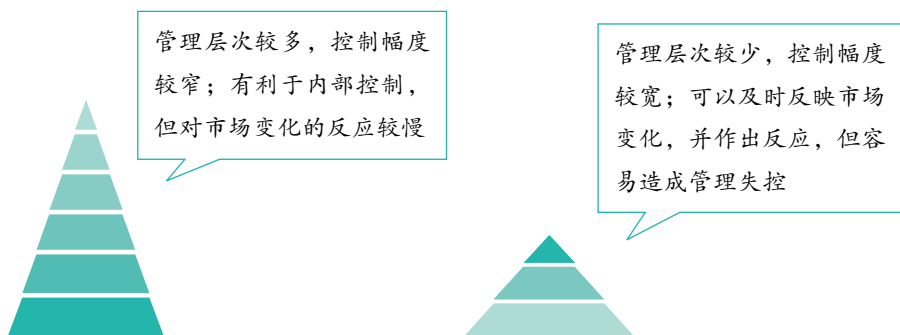 管理层次较多，控制幅度
较窄；有利于内部控制，
但对市场变化的反应较慢
管理层次较少，控制幅度
较宽；可以及时反映市场
变化，并作出反应，但容
易造成管理失控